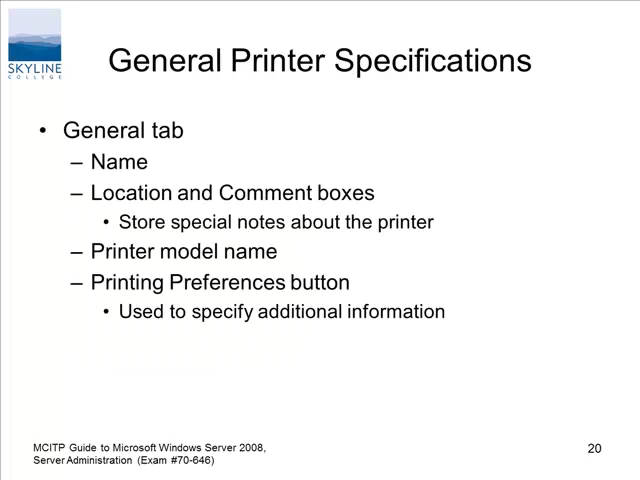 SKYLINE
COLLEGE
General Printer Specifications
• General tab
– Name
– Location and Comment boxes
• Store special notes about the printer
– Printer model name
– Printing Preferences button
• Used to specify additional information
MCITP Guide to Microsoft Windows Server 2008,
Server Administration (Exam #70-646)
20